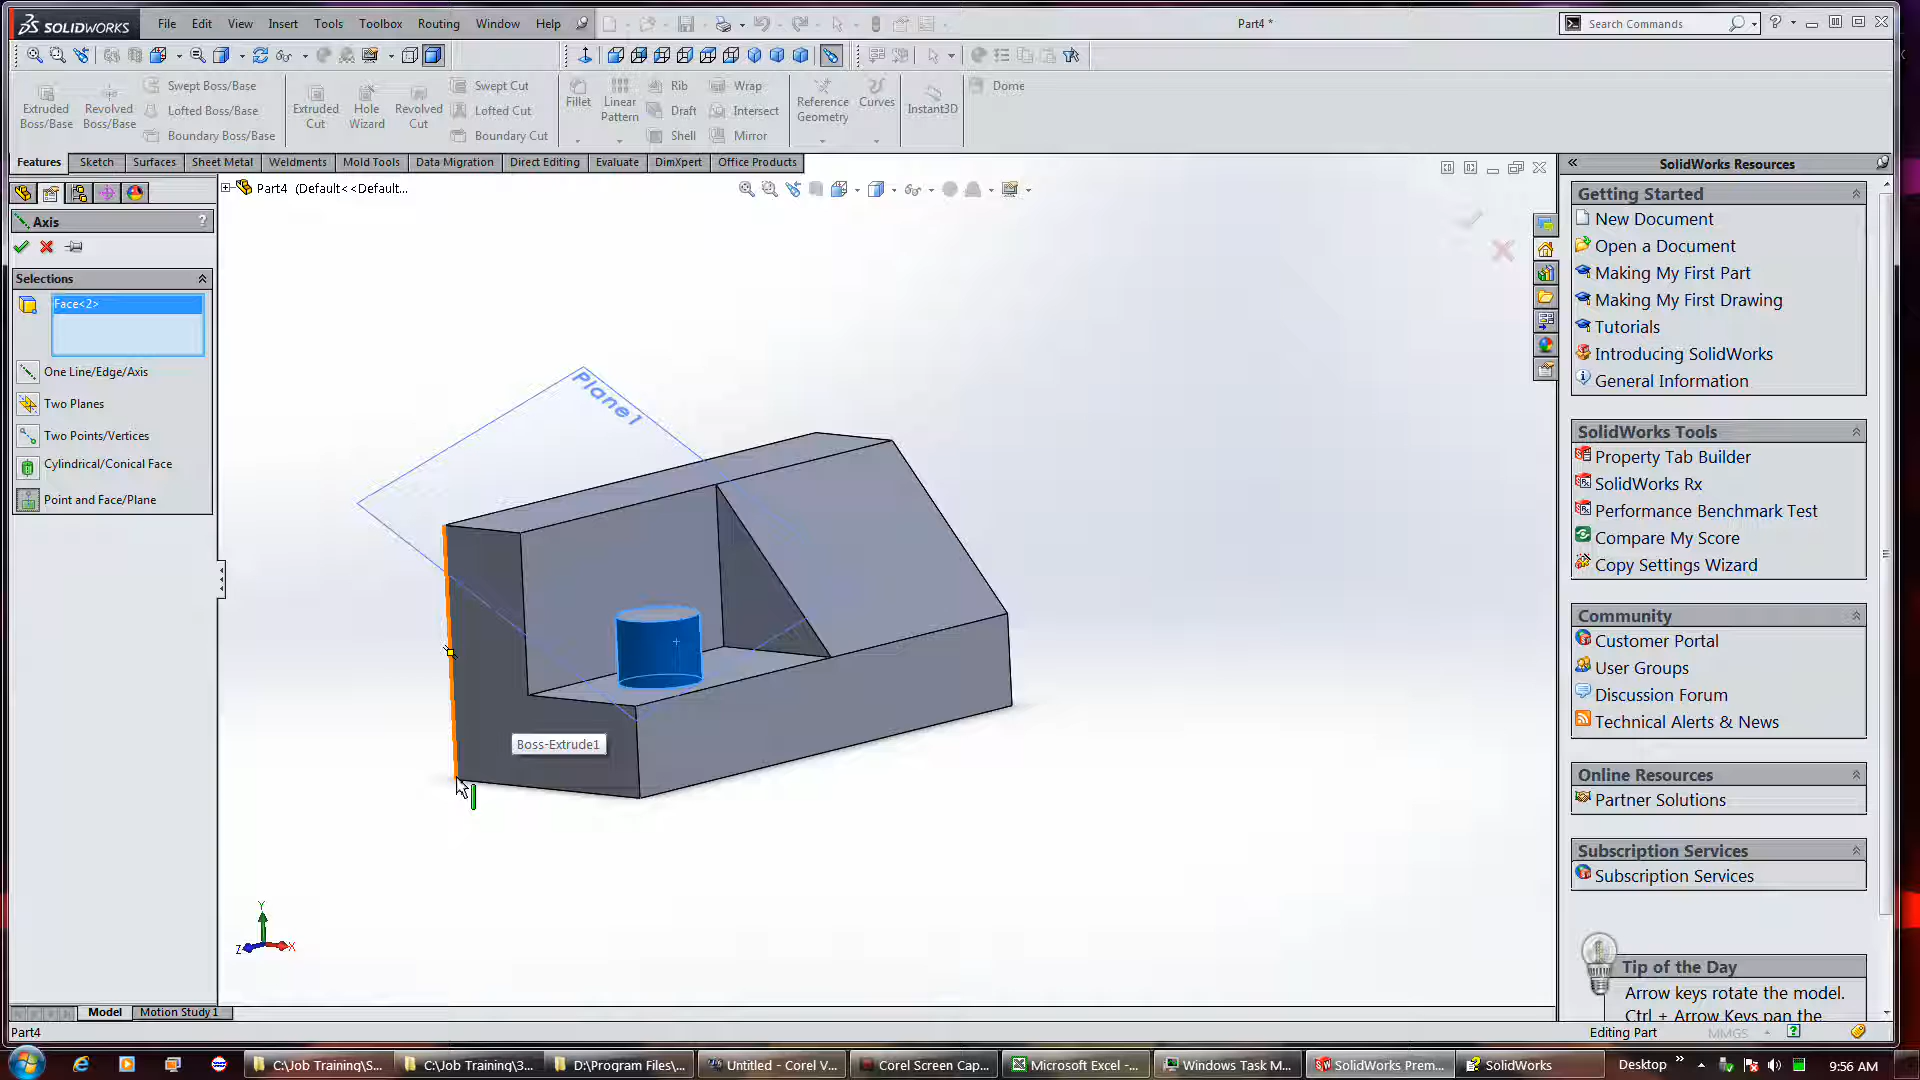 SOLIDWORKS File Edit View Insert Tools Toolbox Routing Window Help Part4 * Search Commands
Extruded Boss/Base
Revolved Boss/Base
Swept Boss/Base
Lofted Boss/Base
Boundary Boss/Base
Extruded Cut
Hole Wizard
Revolved Cut
Swept Cut
Lofted Cut
Boundary Cut
Fillet
Linear Pattern
Rib
Draft
Shell
Wrap
Intersect
Mirror
Reference Geometry
Curves
Instant3D
Dome
Features Sketch Surfaces Sheet Metal Weldments Mold Tools Data Migration Direct Editing Evaluate DimXpert Office Products
Part4 (Default<<Default...
Axis ?
Selections
Face<2>
One Line/Edge/Axis
Two Planes
Two Points/Vertices
Cylindrical/Conical Face
Point and Face/Plane
Plane1
Boss-Extrude1
Y
Z X
SolidWorks Resources
Getting Started
New Document
Open a Document
Making My First Part
Making My First Drawing
Tutorials
Introducing SolidWorks
General Information
SolidWorks Tools
Property Tab Builder
SolidWorks Rx
Performance Benchmark Test
Compare My Score
Copy Settings Wizard
Community
Customer Portal
User Groups
Discussion Forum
Technical Alerts & News
Online Resources
Partner Solutions
Subscription Services
Subscription Services
Tip of the Day
Arrow keys rotate the model.
Ctrl + Arrow Keys pan the
Model Motion Study 1
Part4 Editing Part MMGS
C:\Job Training\S... C:\Job Training\3... D:\Program Files\... Untitled - Corel V... Corel Screen Cap... Microsoft Excel -... Windows Task M... SolidWorks Prem... SolidWorks Desktop 9:56 AM